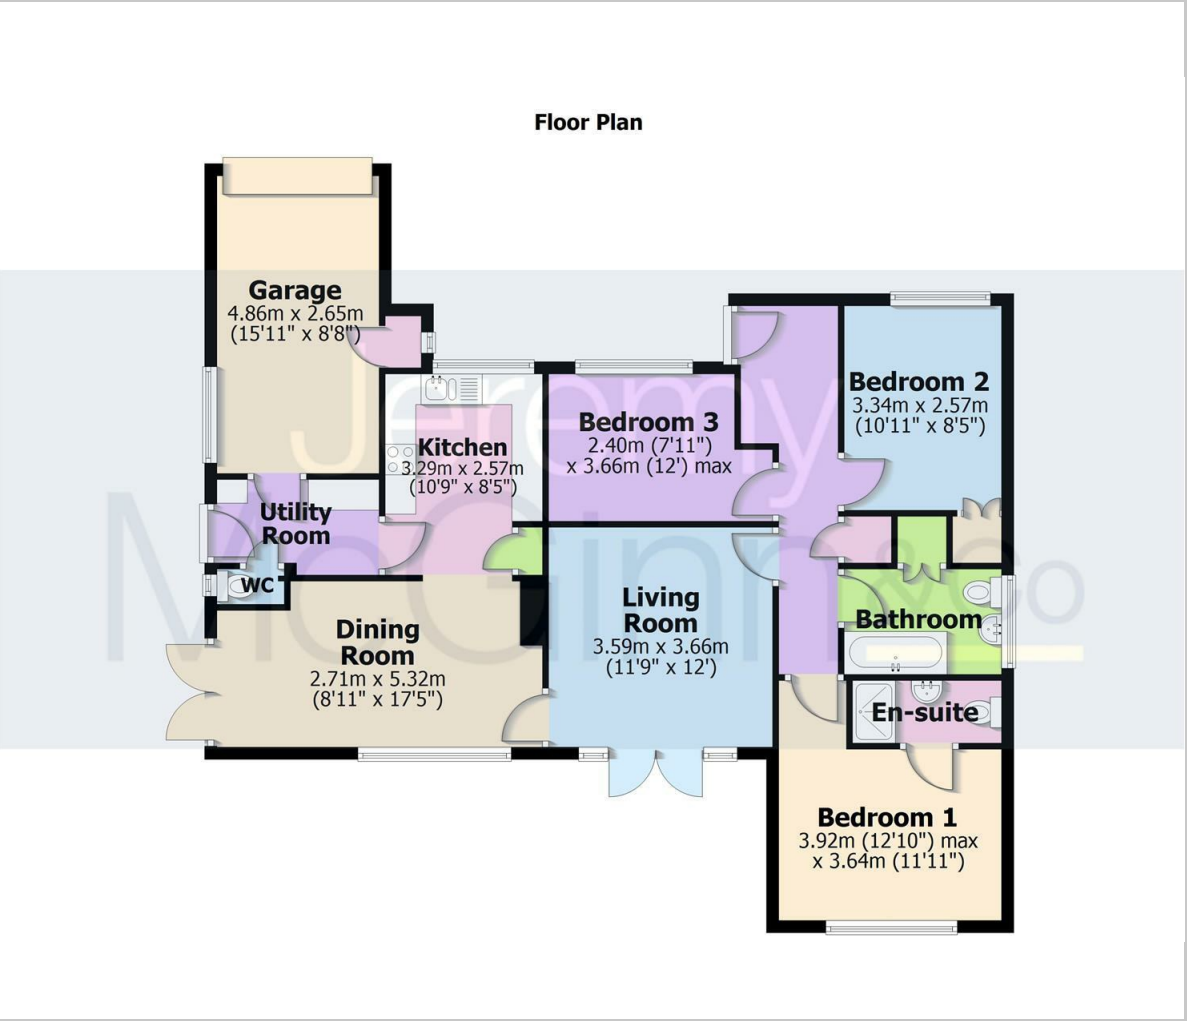 Floor Plan
Garage
4.86m x 2.65m
(15'11" x 8'8")
Bedroom 2
3.34m x 2.57m
(10'11" x 8'5")
Bedroom 3
2.40m (7'11")
x 3.66m (12') max
Kitchen
3.29m x 2.57m
(10'9" x 8'5")
Utility
Room
WC
Living
Room
3.59m x 3.66m
(11'9" x 12')
Bathroom
Dining
Room
2.71m x 5.32m
(8'11" x 17'5")
En-suite
Bedroom 1
3.92m (12'10") max
x 3.64m (11'11")
Jeremy
McGinn &Co